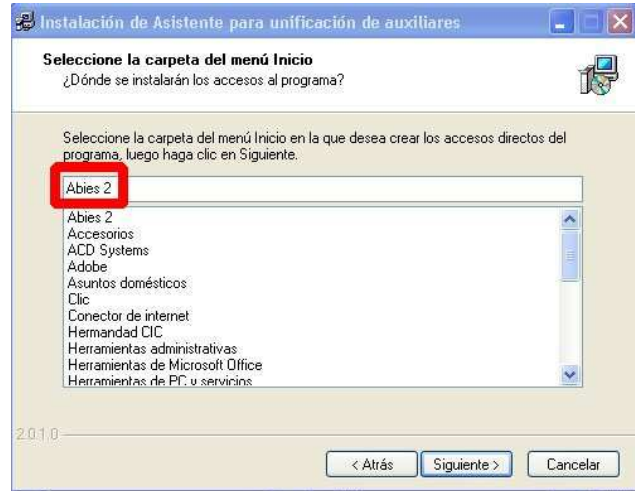 Instalación de Asistente para unificación de auxiliares
Seleccione la carpeta del menú Inicio
¿Dónde se instalarán los accesos al programa?
Seleccione la carpeta del menú Inicio en la que desea crear los accesos directos del
programa, luego haga clic en Siguiente.
Abies 2
Abies 2
Accesorios
ACD Systems
Adobe
Asuntos domésticos
Clic
Conector de internet
Hermandad CIC
Herramientas administrativas
Herramientas de Microsoft Office
Herramientas de PC y servicios
2.0.1.0
< Atrás
Siguiente >
Cancelar